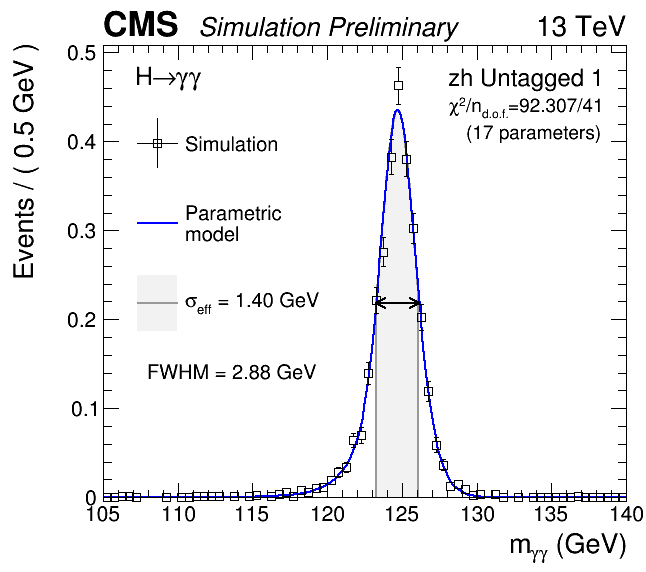 CMS Simulation Preliminary 13 TeV
H→γγ
zh Untagged 1
χ²/n_d.o.f.=92.307/41
(17 parameters)
Simulation
Parametric
model
σ_eff = 1.40 GeV
FWHM = 2.88 GeV
Events / ( 0.5 GeV )
0.5
0.4
0.3
0.2
0.1
0
105 110 115 120 125 130 135 140
m_γγ (GeV)